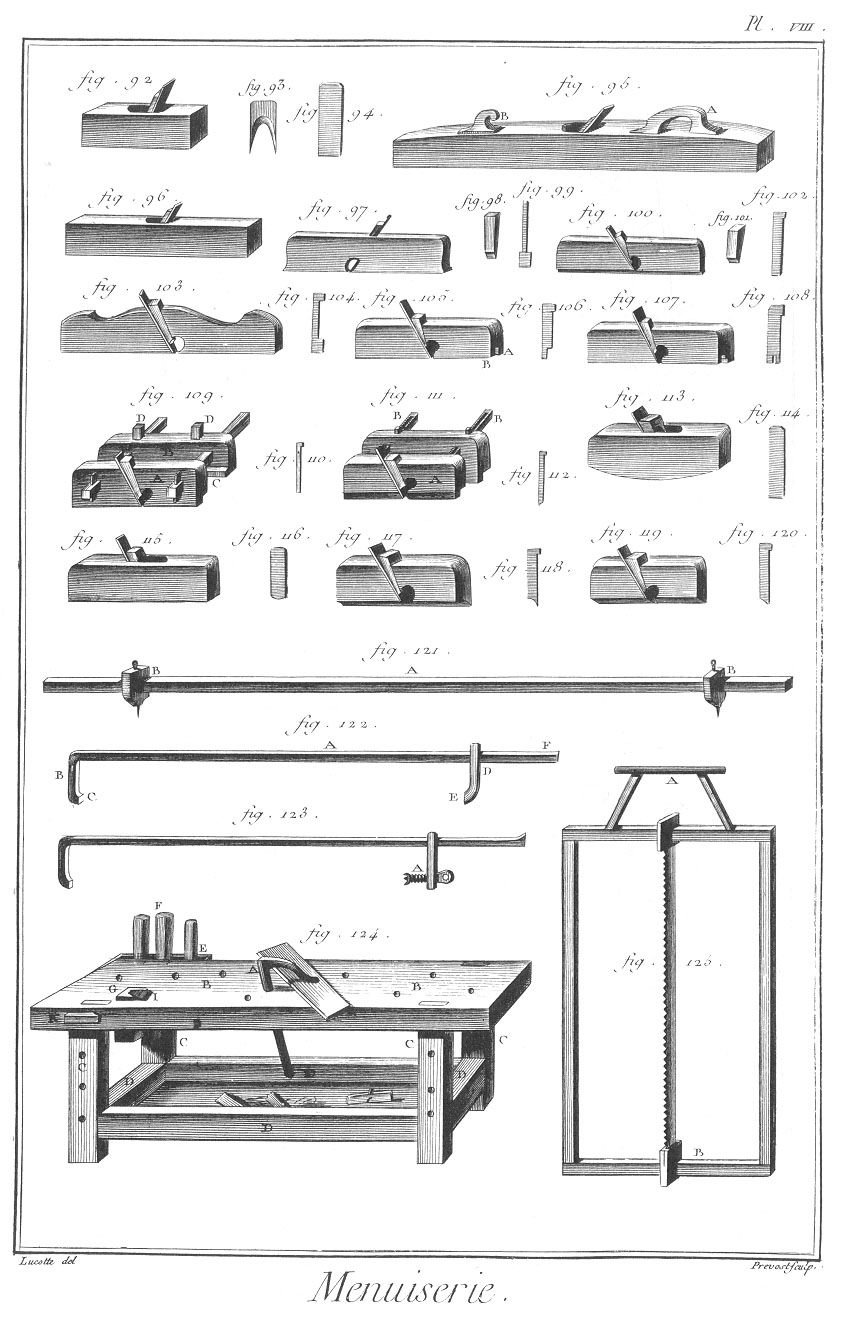 Pl. VIII.
fig. 92
fig. 93.
fig. 94.
fig. 95.
B
A
fig. 96.
fig. 97.
fig. 98.
fig. 99.
fig. 100.
fig. 101.
fig. 102.
fig. 103.
fig. 104.
fig. 105.
fig. 106.
fig. 107.
fig. 108.
A
B
fig. 109.
fig. 110.
fig. 111.
fig. 112.
fig. 113.
fig. 114.
D
D
B
A
C
B
B
A
fig. 115.
fig. 116.
fig. 117.
fig. 118.
fig. 119.
fig. 120.
fig. 121.
B
A
B
fig. 122.
A
F
B
D
C
E
fig. 123.
A
A
fig. 124.
F
E
A
B
B
G
I
K
C
C
C
C
D
D
D
D
fig. 125.
B
Lucotte del
Prevost sculp.
Menuiserie.